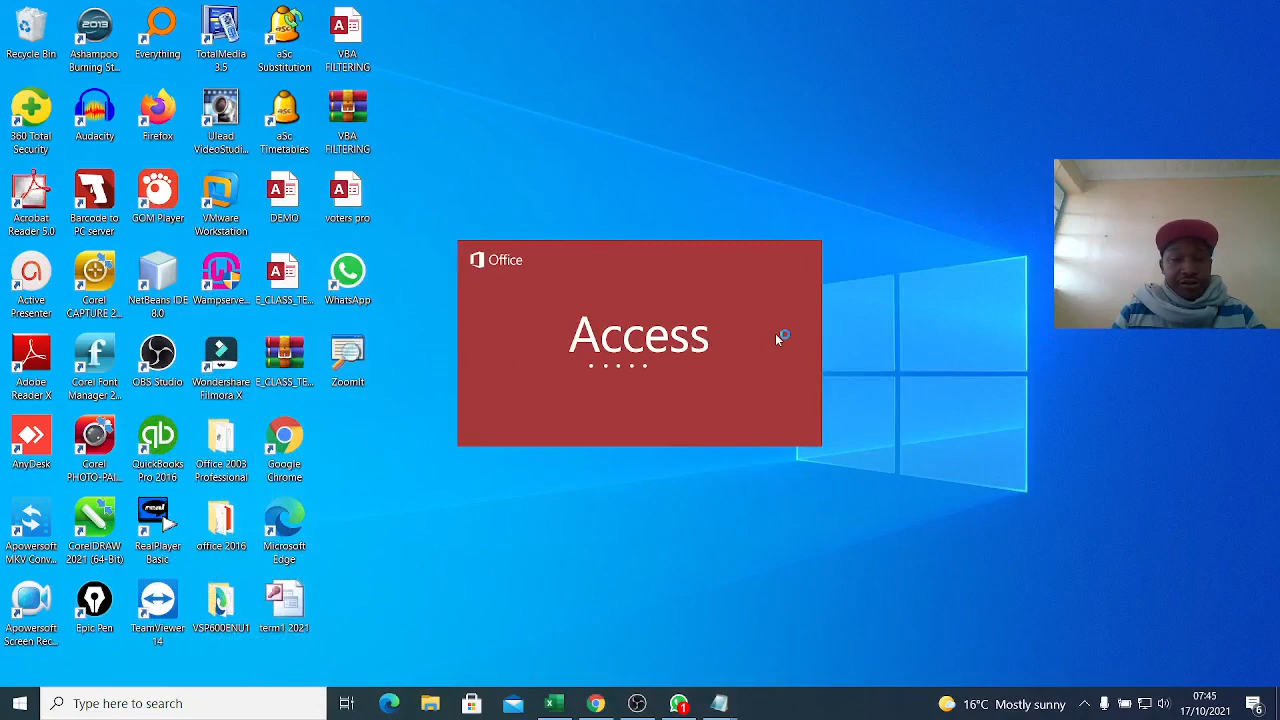 Recycle Bin
Ashampoo
Burning St...
Everything
TotalMedia
3.5
aSc
Substitution
VBA
FILTERING
360 Total
Security
Audacity
Firefox
Ulead
VideoStudi...
aSc
Timetables
VBA
FILTERING
Acrobat
Reader 5.0
Barcode to
PC server
GOM Player
VMware
Workstation
DEMO
voters pro
Active
Presenter
Corel
CAPTURE 2...
NetBeans IDE
8.0
Wampserve...
E_CLASS_TE...
WhatsApp
Adobe
Reader X
Corel Font
Manager 2...
OBS Studio
Wondershare
Filmora X
E_CLASS_TE...
ZoomIt
AnyDesk
Corel
PHOTO-PAI...
QuickBooks
Pro 2016
Office 2003
Professional
Google
Chrome
Apowersoft
MKV Conv...
CorelDRAW
2021 (64-Bit)
RealPlayer
Basic
office 2016
Microsoft
Edge
Apowersoft
Screen Rec...
Epic Pen
TeamViewer
14
VSP600ENU1
term1 2021
Office
Access
Type here to search
1
16°C Mostly sunny
07:45
17/10/2021
6